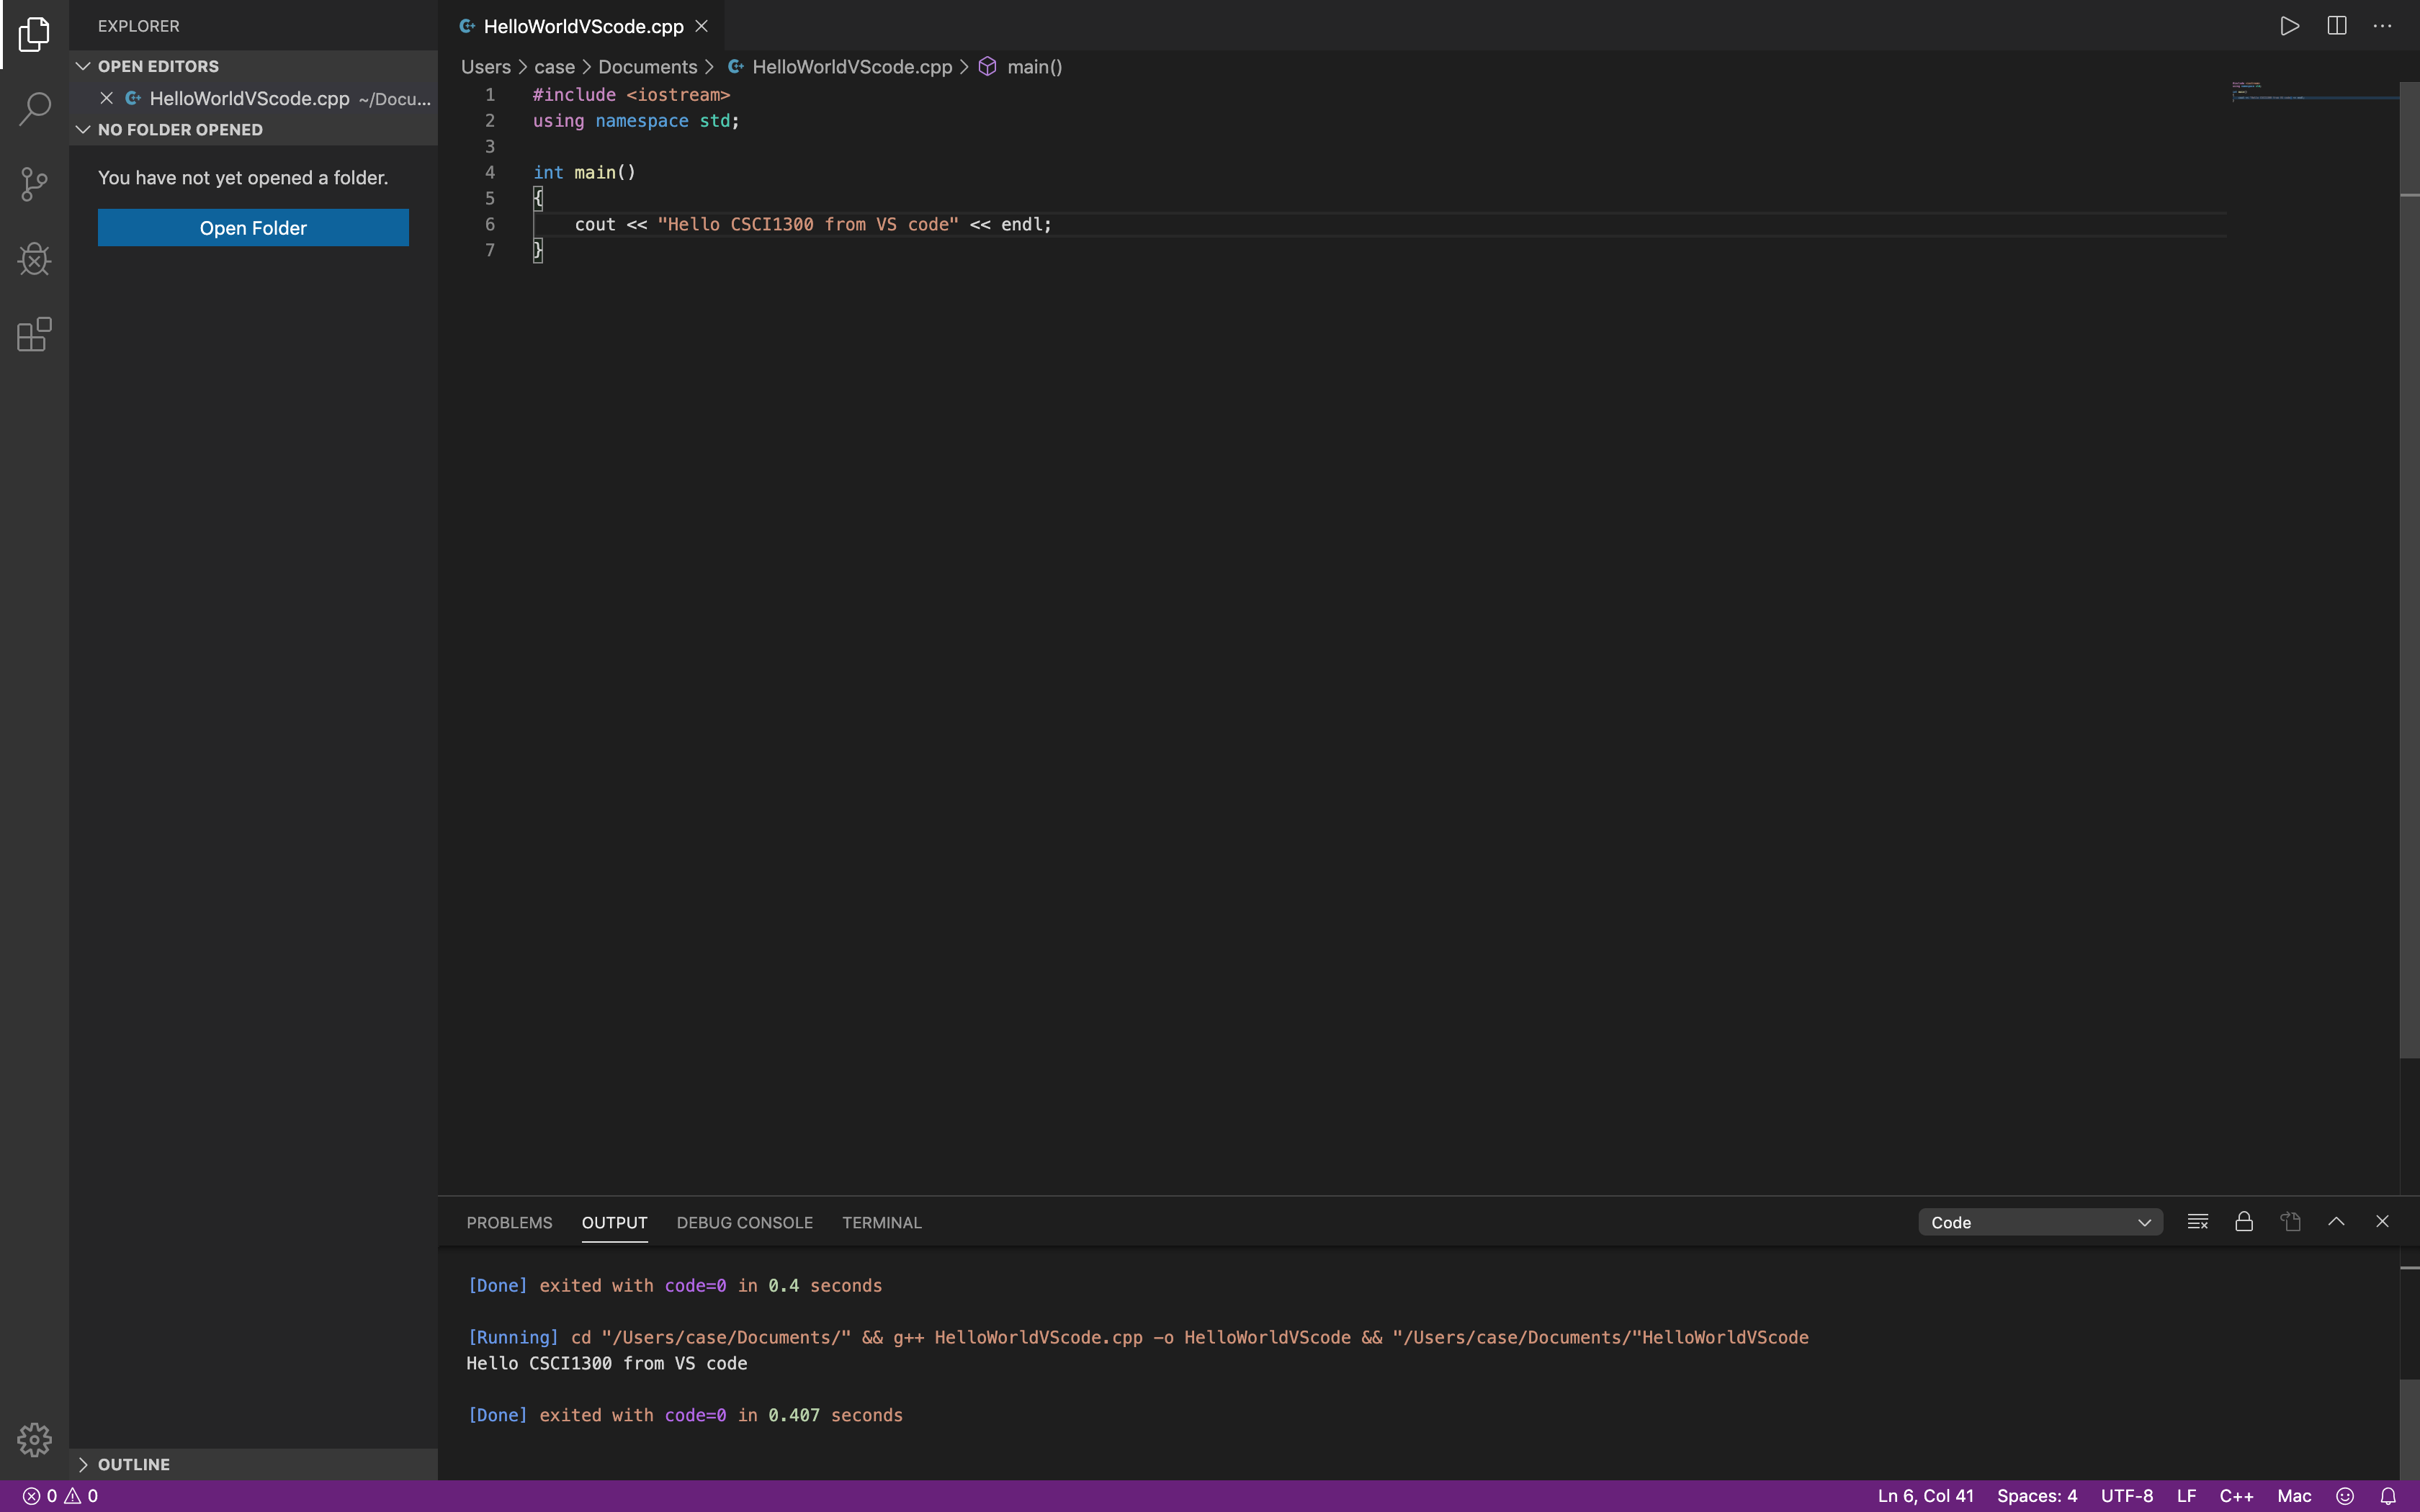 EXPLORER
OPEN EDITORS
HelloWorldVScode.cpp ~/Docu...
NO FOLDER OPENED
You have not yet opened a folder.
Open Folder
OUTLINE
HelloWorldVScode.cpp
Users > case > Documents > HelloWorldVScode.cpp > main()
1 #include <iostream>
2 using namespace std;
3
4 int main()
5 {
6 cout << "Hello CSCI1300 from VS code" << endl;
7 }
PROBLEMS OUTPUT DEBUG CONSOLE TERMINAL Code
[Done] exited with code=0 in 0.4 seconds
[Running] cd "/Users/case/Documents/" && g++ HelloWorldVScode.cpp -o HelloWorldVScode && "/Users/case/Documents/"HelloWorldVScode
Hello CSCI1300 from VS code
[Done] exited with code=0 in 0.407 seconds
0 0 Ln 6, Col 41 Spaces: 4 UTF-8 LF C++ Mac